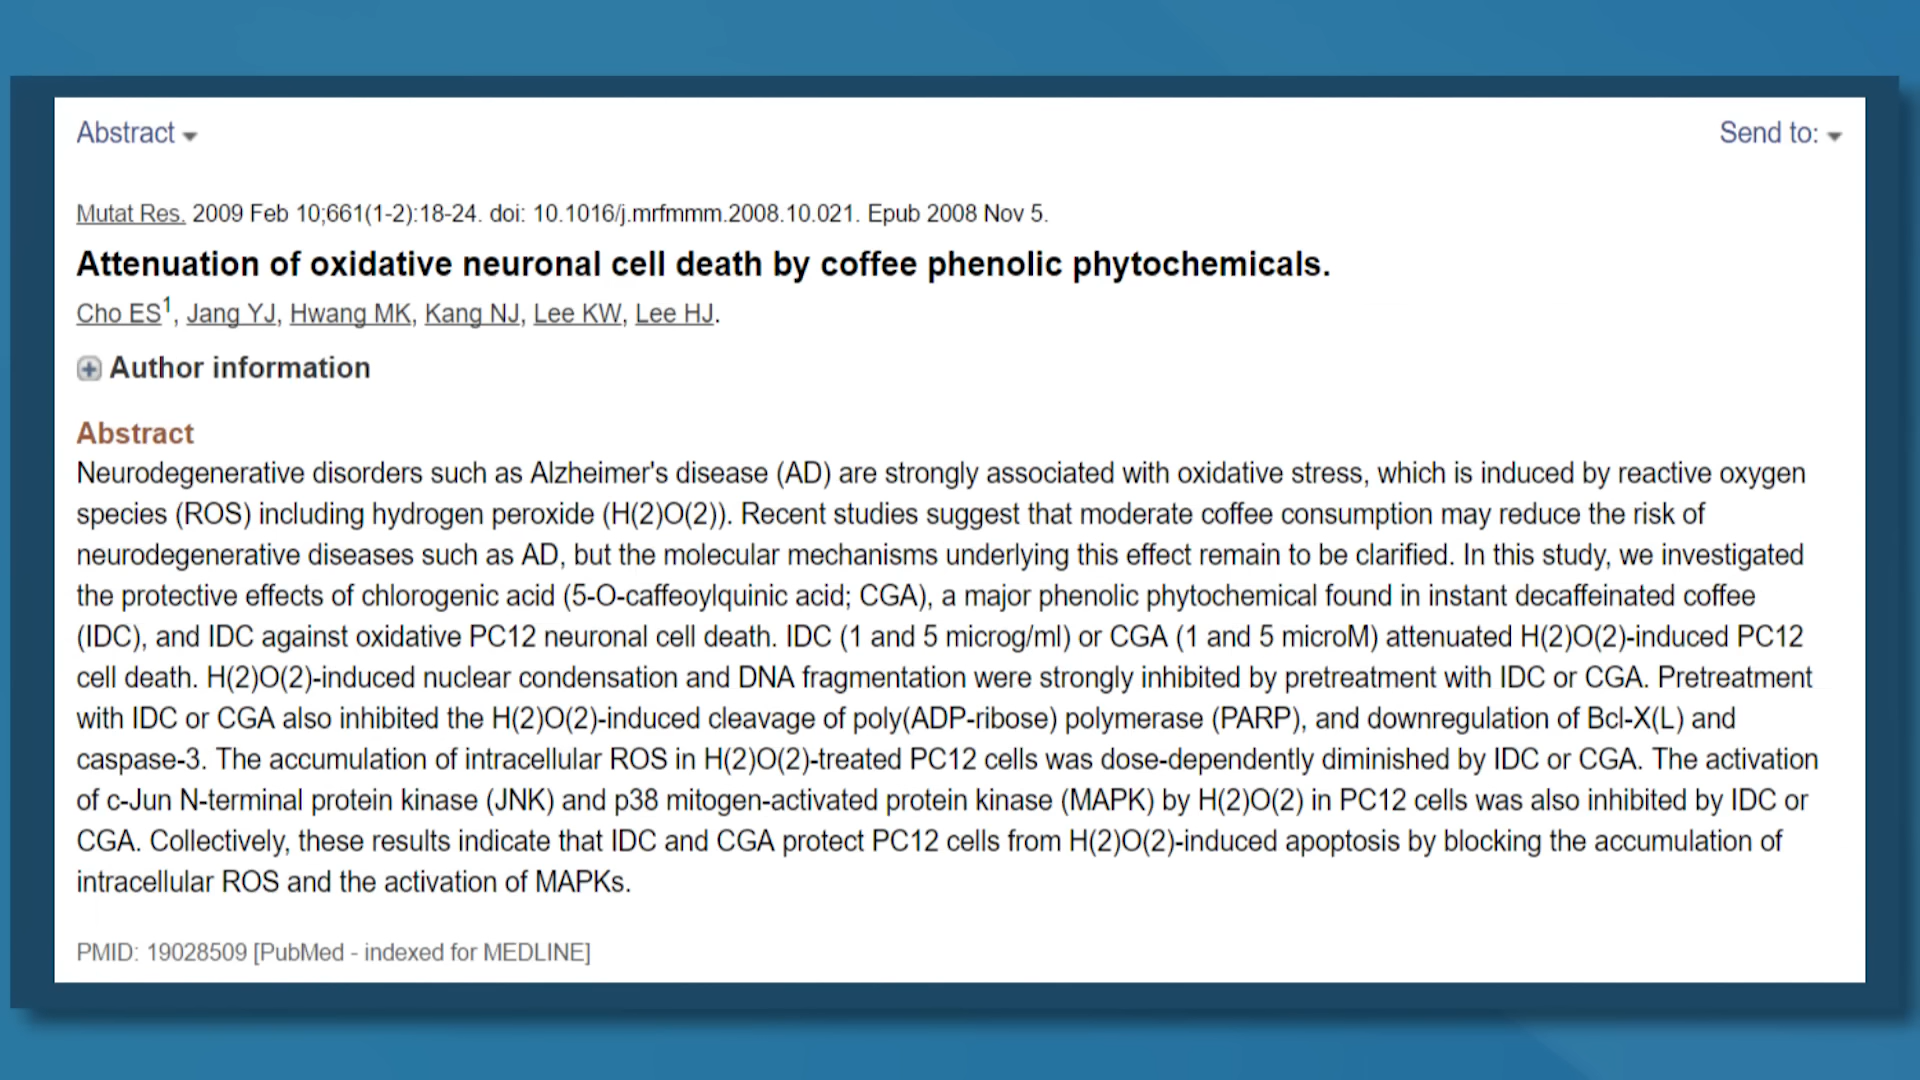 Abstract
Send to:
Mutat Res. 2009 Feb 10;661(1-2):18-24. doi: 10.1016/j.mrfmmm.2008.10.021. Epub 2008 Nov 5.
Attenuation of oxidative neuronal cell death by coffee phenolic phytochemicals.
Cho ES1, Jang YJ, Hwang MK, Kang NJ, Lee KW, Lee HJ.
Author information
Abstract
Neurodegenerative disorders such as Alzheimer's disease (AD) are strongly associated with oxidative stress, which is induced by reactive oxygen
species (ROS) including hydrogen peroxide (H(2)O(2)). Recent studies suggest that moderate coffee consumption may reduce the risk of
neurodegenerative diseases such as AD, but the molecular mechanisms underlying this effect remain to be clarified. In this study, we investigated
the protective effects of chlorogenic acid (5-O-caffeoylquinic acid; CGA), a major phenolic phytochemical found in instant decaffeinated coffee
(IDC), and IDC against oxidative PC12 neuronal cell death. IDC (1 and 5 microg/ml) or CGA (1 and 5 microM) attenuated H(2)O(2)-induced PC12
cell death. H(2)O(2)-induced nuclear condensation and DNA fragmentation were strongly inhibited by pretreatment with IDC or CGA. Pretreatment
with IDC or CGA also inhibited the H(2)O(2)-induced cleavage of poly(ADP-ribose) polymerase (PARP), and downregulation of Bcl-X(L) and
caspase-3. The accumulation of intracellular ROS in H(2)O(2)-treated PC12 cells was dose-dependently diminished by IDC or CGA. The activation
of c-Jun N-terminal protein kinase (JNK) and p38 mitogen-activated protein kinase (MAPK) by H(2)O(2) in PC12 cells was also inhibited by IDC or
CGA. Collectively, these results indicate that IDC and CGA protect PC12 cells from H(2)O(2)-induced apoptosis by blocking the accumulation of
intracellular ROS and the activation of MAPKs.
PMID: 19028509 [PubMed - indexed for MEDLINE]